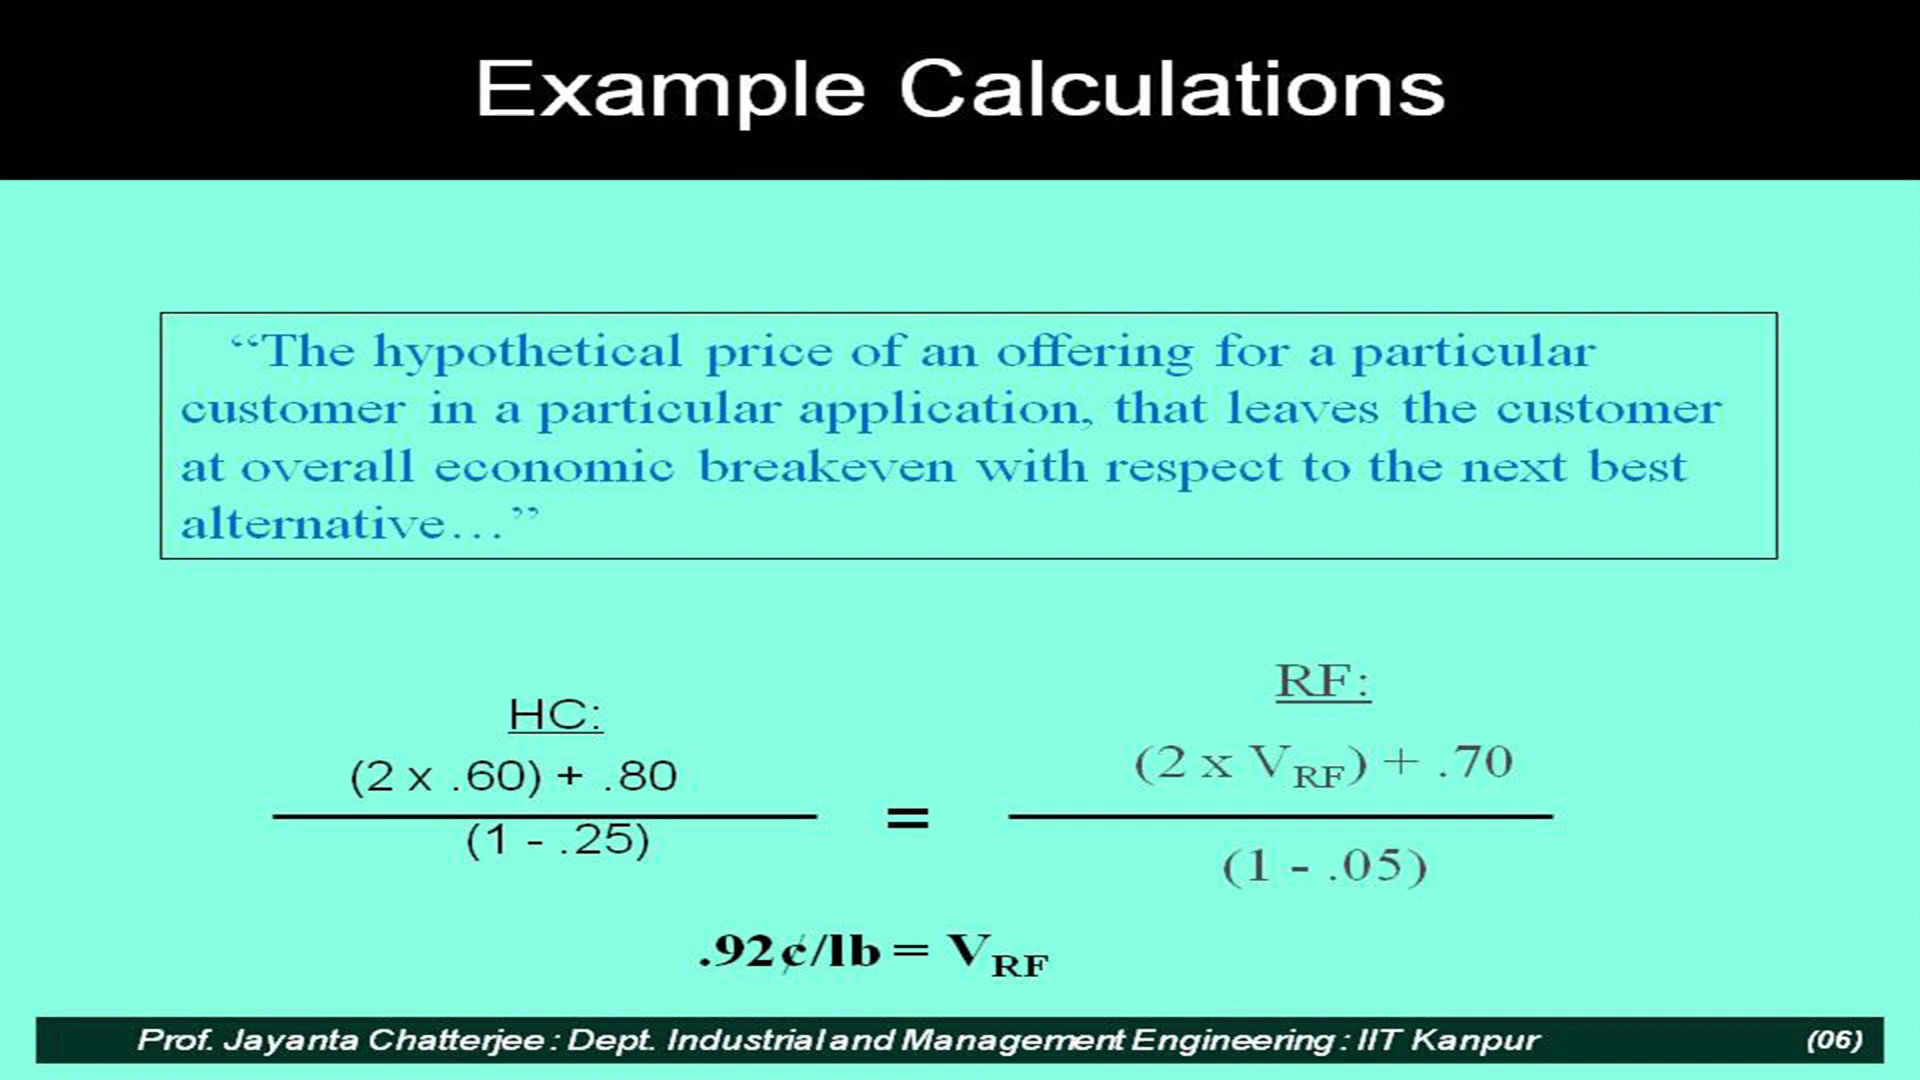 Example Calculations
“The hypothetical price of an offering for a particular
customer in a particular application, that leaves the customer
at overall economic breakeven with respect to the next best
alternative…”
HC:
(2 x .60) + .80
(1 - .25)
=
RF:
(2 x VRF) + .70
(1 - .05)
.92¢/lb = VRF
Prof. Jayanta Chatterjee : Dept. Industrial and Management Engineering : IIT Kanpur (06)